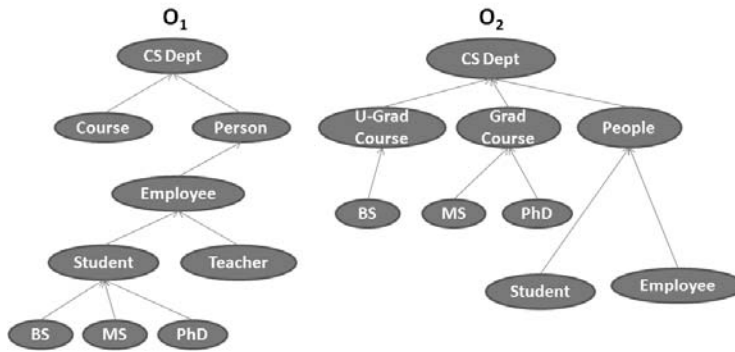 O1
CS Dept
Course
Person
Employee
Student
Teacher
BS
MS
PhD
O2
CS Dept
U-Grad
Course
Grad
Course
People
BS
MS
PhD
Student
Employee